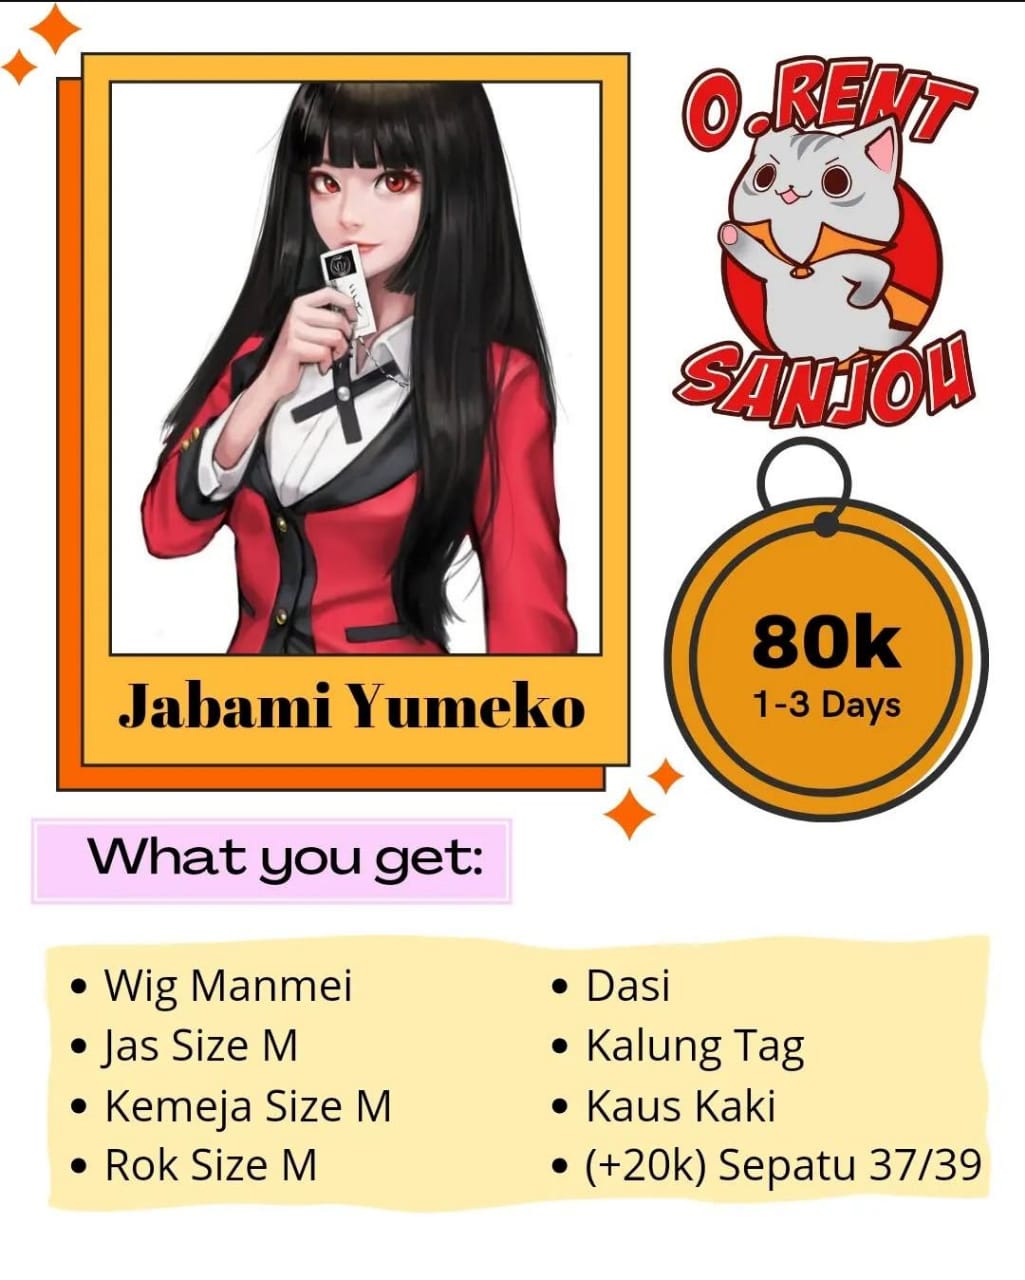 O.RENT
SANJOU
80k
1-3 Days
Jabami Yumeko
What you get:
• Wig Manmei
• Jas Size M
• Kemeja Size M
• Rok Size M
• Dasi
• Kalung Tag
• Kaus Kaki
• (+20k) Sepatu 37/39